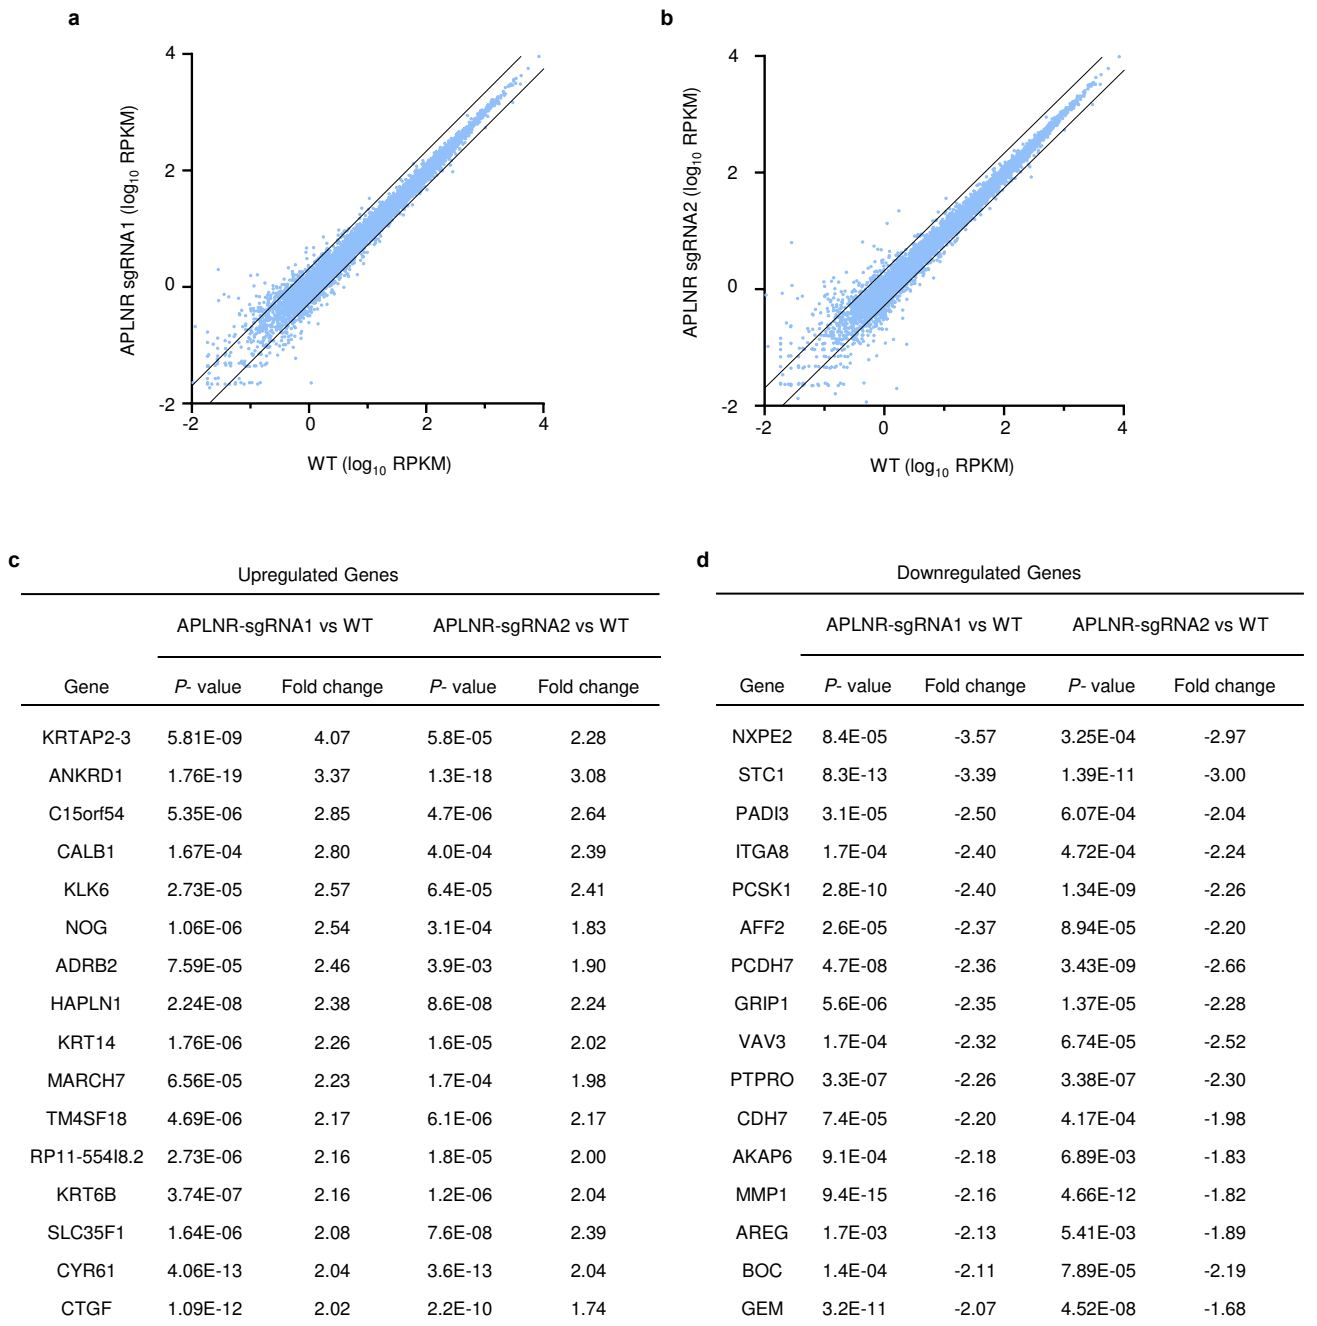 a
4
2
0
-2
-2
0
2
4
APLNR sgRNA1 (log10 RPKM)
WT (log10 RPKM)
b
4
2
0
-2
-2
0
2
4
APLNR sgRNA2 (log10 RPKM)
WT (log10 RPKM)
c
Upregulated Genes
APLNR-sgRNA1 vs WT APLNR-sgRNA2 vs WT
Gene P- value Fold change P- value Fold change
KRTAP2-3 5.81E-09 4.07 5.8E-05 2.28
ANKRD1 1.76E-19 3.37 1.3E-18 3.08
C15orf54 5.35E-06 2.85 4.7E-06 2.64
CALB1 1.67E-04 2.80 4.0E-04 2.39
KLK6 2.73E-05 2.57 6.4E-05 2.41
NOG 1.06E-06 2.54 3.1E-04 1.83
ADRB2 7.59E-05 2.46 3.9E-03 1.90
HAPLN1 2.24E-08 2.38 8.6E-08 2.24
KRT14 1.76E-06 2.26 1.6E-05 2.02
MARCH7 6.56E-05 2.23 1.7E-04 1.98
TM4SF18 4.69E-06 2.17 6.1E-06 2.17
RP11-554I8.2 2.73E-06 2.16 1.8E-05 2.00
KRT6B 3.74E-07 2.16 1.2E-06 2.04
SLC35F1 1.64E-06 2.08 7.6E-08 2.39
CYR61 4.06E-13 2.04 3.6E-13 2.04
CTGF 1.09E-12 2.02 2.2E-10 1.74
d
Downregulated Genes
APLNR-sgRNA1 vs WT APLNR-sgRNA2 vs WT
Gene P- value Fold change P- value Fold change
NXPE2 8.4E-05 -3.57 3.25E-04 -2.97
STC1 8.3E-13 -3.39 1.39E-11 -3.00
PADI3 3.1E-05 -2.50 6.07E-04 -2.04
ITGA8 1.7E-04 -2.40 4.72E-04 -2.24
PCSK1 2.8E-10 -2.40 1.34E-09 -2.26
AFF2 2.6E-05 -2.37 8.94E-05 -2.20
PCDH7 4.7E-08 -2.36 3.43E-09 -2.66
GRIP1 5.6E-06 -2.35 1.37E-05 -2.28
VAV3 1.7E-04 -2.32 6.74E-05 -2.52
PTPRO 3.3E-07 -2.26 3.38E-07 -2.30
CDH7 7.4E-05 -2.20 4.17E-04 -1.98
AKAP6 9.1E-04 -2.18 6.89E-03 -1.83
MMP1 9.4E-15 -2.16 4.66E-12 -1.82
AREG 1.7E-03 -2.13 5.41E-03 -1.89
BOC 1.4E-04 -2.11 7.89E-05 -2.19
GEM 3.2E-11 -2.07 4.52E-08 -1.68